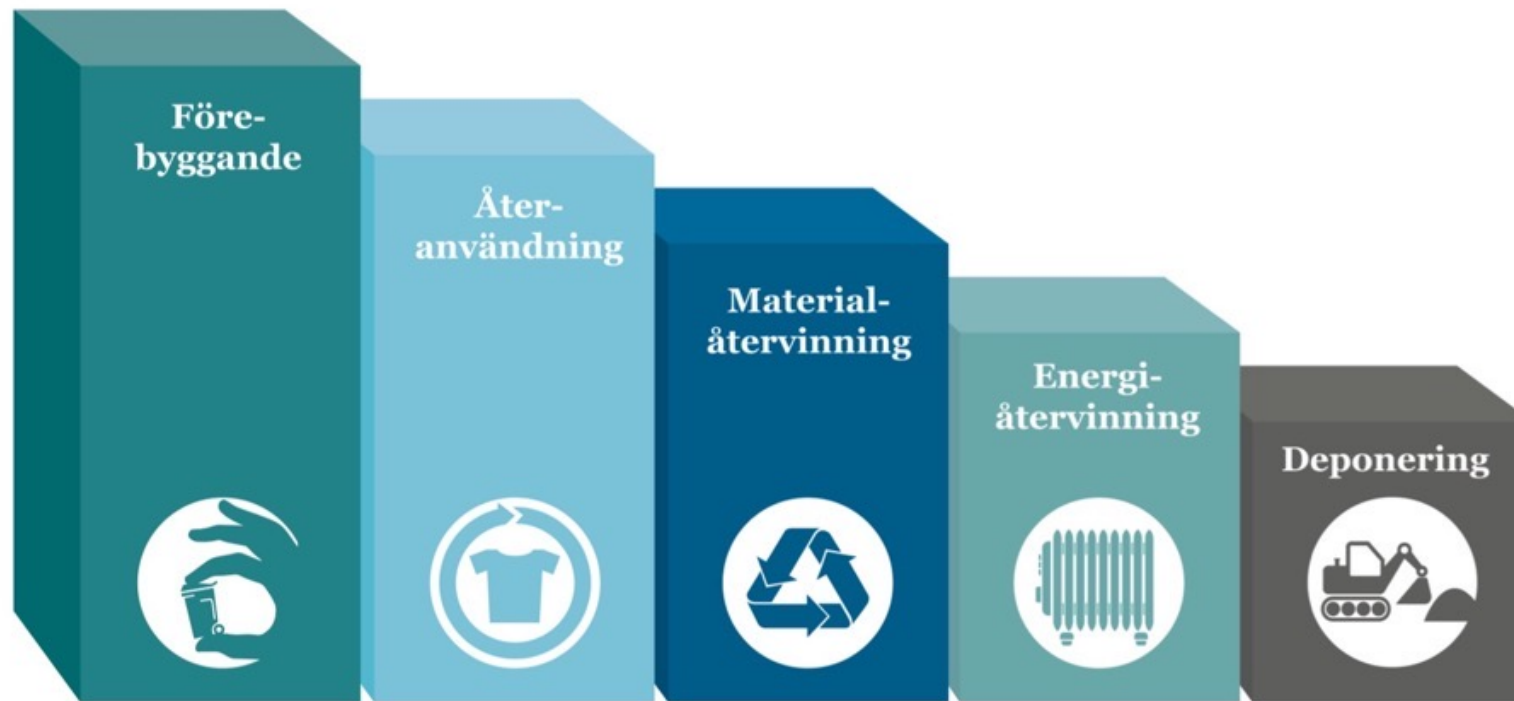 Före-
byggande
Åter-
användning
Material-
återvinning
Energi-
återvinning
Deponering